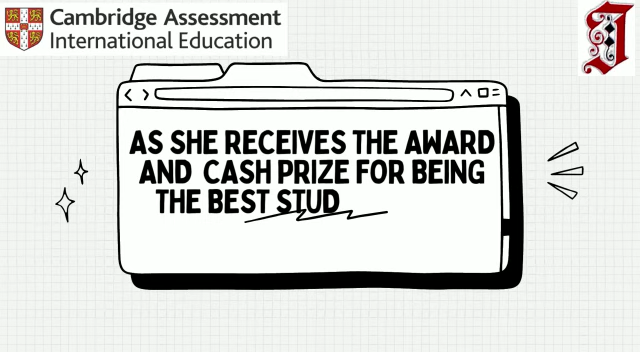 Cambridge Assessment
International Education
J
AS SHE RECEIVES THE AWARD
AND CASH PRIZE FOR BEING
THE BEST STUD